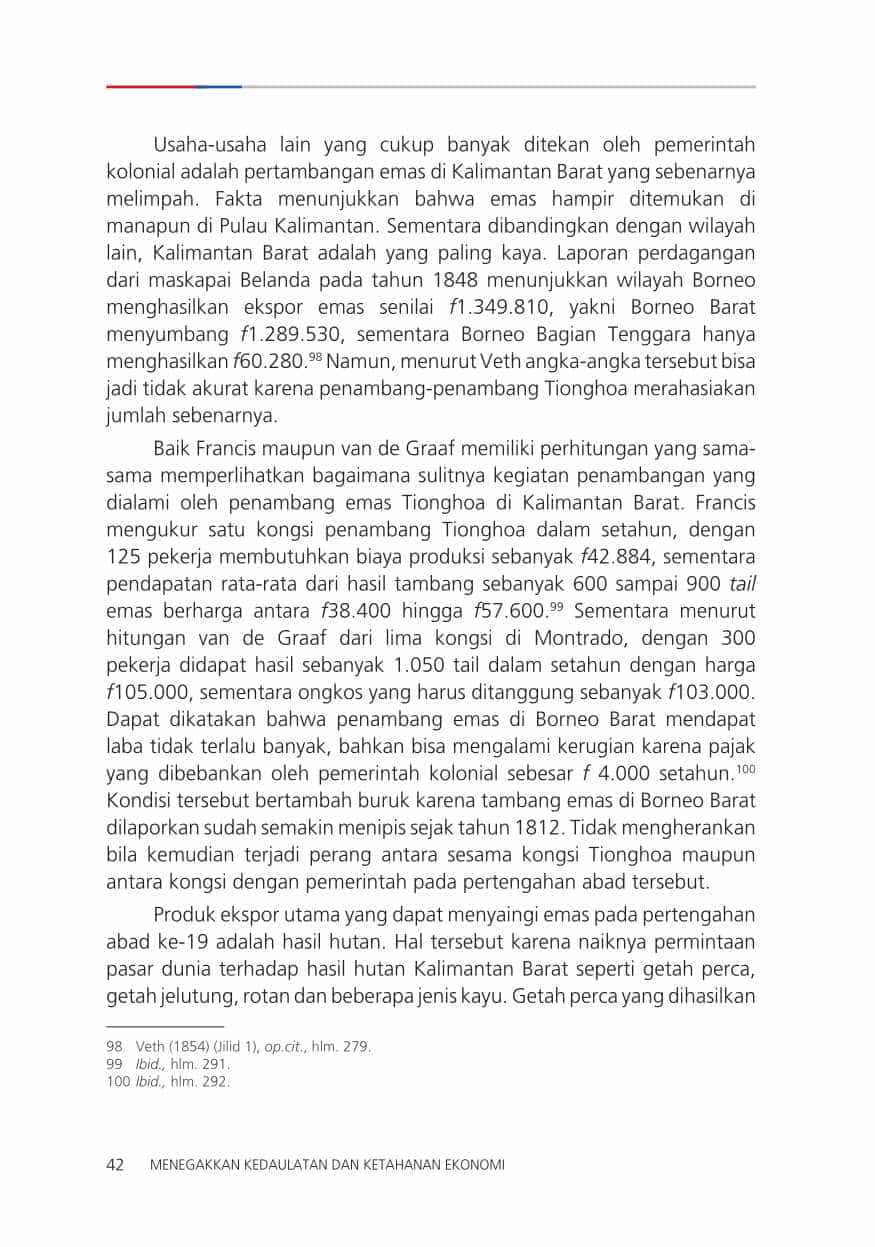 Usaha-usaha lain yang cukup banyak ditekan oleh pemerintah
kolonial adalah pertambangan emas di Kalimantan Barat yang sebenarnya
melimpah. Fakta menunjukkan bahwa emas hampir ditemukan di
manapun di Pulau Kalimantan. Sementara dibandingkan dengan wilayah
lain, Kalimantan Barat adalah yang paling kaya. Laporan perdagangan
dari maskapai Belanda pada tahun 1848 menunjukkan wilayah Borneo
menghasilkan ekspor emas senilai f1.349.810, yakni Borneo Barat
menyumbang f1.289.530, sementara Borneo Bagian Tenggara hanya
menghasilkan f60.280.98 Namun, menurut Veth angka-angka tersebut bisa
jadi tidak akurat karena penambang-penambang Tionghoa merahasiakan
jumlah sebenarnya.
Baik Francis maupun van de Graaf memiliki perhitungan yang sama-
sama memperlihatkan bagaimana sulitnya kegiatan penambangan yang
dialami oleh penambang emas Tionghoa di Kalimantan Barat. Francis
mengukur satu kongsi penambang Tionghoa dalam setahun, dengan
125 pekerja membutuhkan biaya produksi sebanyak f42.884, sementara
pendapatan rata-rata dari hasil tambang sebanyak 600 sampai 900 tail
emas berharga antara f38.400 hingga f57.600.99 Sementara menurut
hitungan van de Graaf dari lima kongsi di Montrado, dengan 300
pekerja didapat hasil sebanyak 1.050 tail dalam setahun dengan harga
f105.000, sementara ongkos yang harus ditanggung sebanyak f103.000.
Dapat dikatakan bahwa penambang emas di Borneo Barat mendapat
laba tidak terlalu banyak, bahkan bisa mengalami kerugian karena pajak
yang dibebankan oleh pemerintah kolonial sebesar f 4.000 setahun.100
Kondisi tersebut bertambah buruk karena tambang emas di Borneo Barat
dilaporkan sudah semakin menipis sejak tahun 1812. Tidak mengherankan
bila kemudian terjadi perang antara sesama kongsi Tionghoa maupun
antara kongsi dengan pemerintah pada pertengahan abad tersebut.
Produk ekspor utama yang dapat menyaingi emas pada pertengahan
abad ke-19 adalah hasil hutan. Hal tersebut karena naiknya permintaan
pasar dunia terhadap hasil hutan Kalimantan Barat seperti getah perca,
getah jelutung, rotan dan beberapa jenis kayu. Getah perca yang dihasilkan
98 Veth (1854) (Jilid 1), op.cit., hlm. 279.
99 Ibid., hlm. 291.
100 Ibid., hlm. 292.
42 MENEGAKKAN KEDAULATAN DAN KETAHANAN EKONOMI